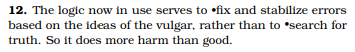 12. The logic now in use serves to •fix and stabilize errors
based on the ideas of the vulgar, rather than to •search for
truth. So it does more harm than good.